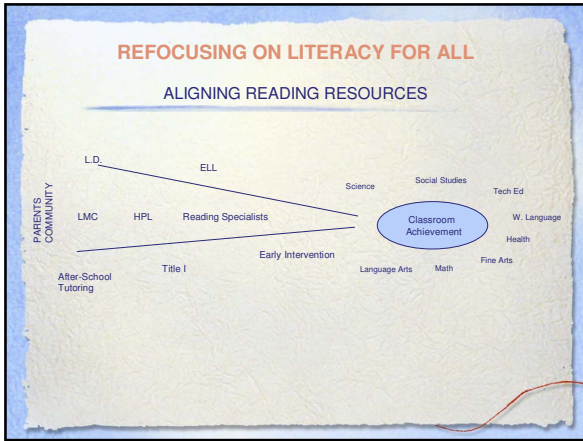 REFOCUSING ON LITERACY FOR ALL
ALIGNING READING RESOURCES
PARENTS
COMMUNITY
L.D.
ELL
LMC
HPL
Reading Specialists
After-School
Tutoring
Title I
Early Intervention
Science
Social Studies
Tech Ed
Classroom
Achievement
W. Language
Health
Fine Arts
Language Arts
Math